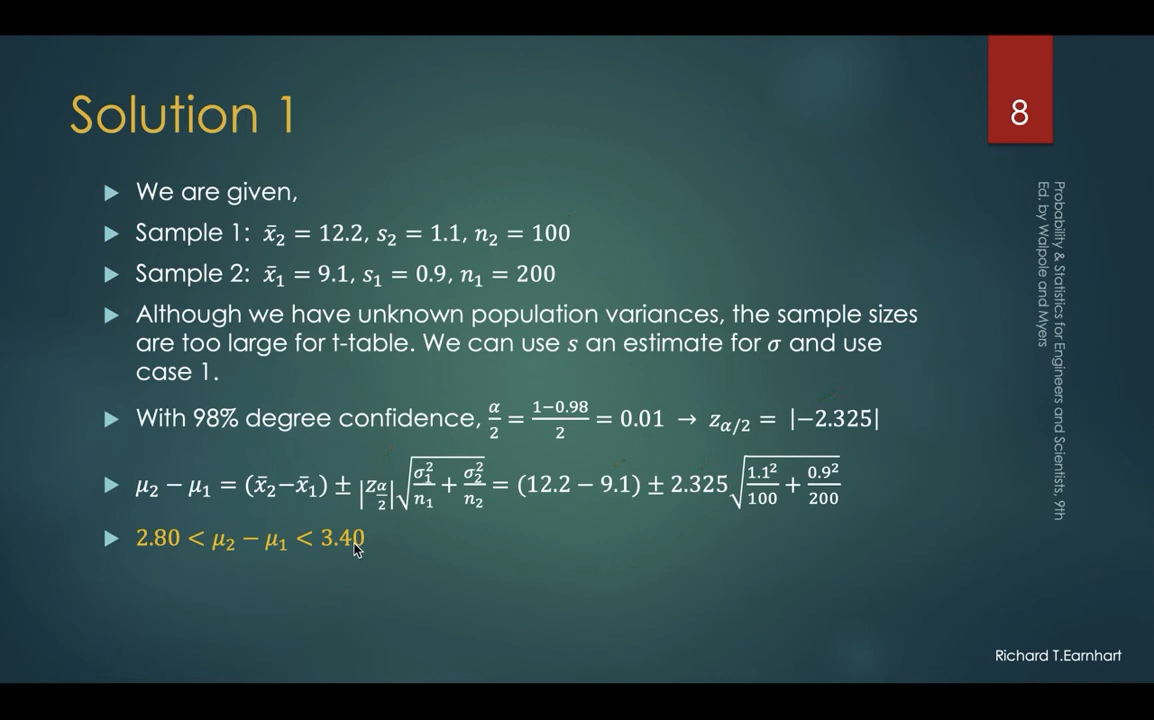 Solution 1
8
We are given,
Sample 1: x̄₂ = 12.2, s₂ = 1.1, n₂ = 100
Sample 2: x̄₁ = 9.1, s₁ = 0.9, n₁ = 200
Although we have unknown population variances, the sample sizes
are too large for t-table. We can use s an estimate for σ and use
case 1.
With 98% degree confidence, α/2 = (1−0.98)/2 = 0.01 → z_{α/2} = |−2.325|
μ₂ − μ₁ = (x̄₂−x̄₁) ± |z_{α/2}| √(σ₁²/n₁ + σ₂²/n₂) = (12.2 − 9.1) ± 2.325 √(1.1²/100 + 0.9²/200)
2.80 < μ₂ − μ₁ < 3.40
Probability & Statistics for Engineers and Scientists, 9th
Ed. by Walpole and Myers
Richard T.Earnhart